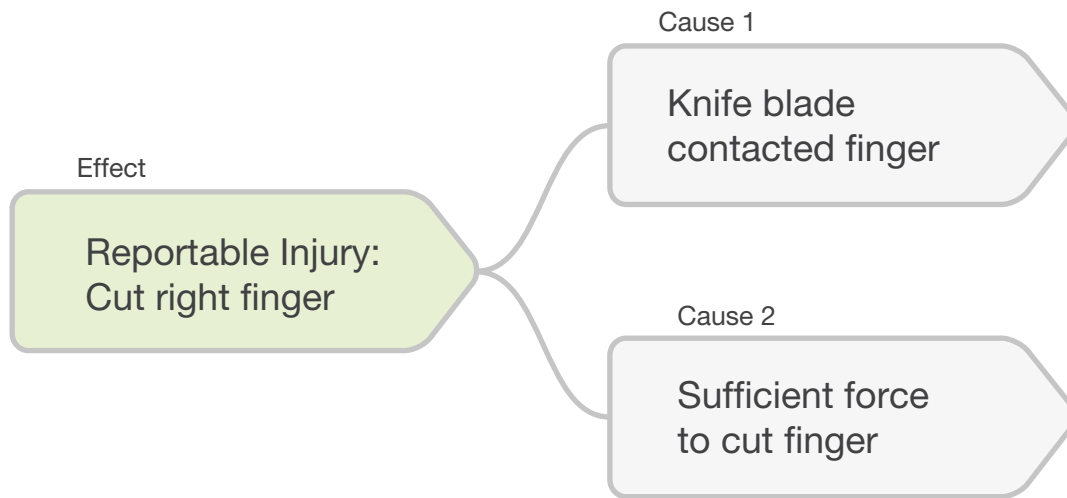 Effect
Reportable Injury:
Cut right finger
Cause 1
Knife blade
contacted finger
Cause 2
Sufficient force
to cut finger